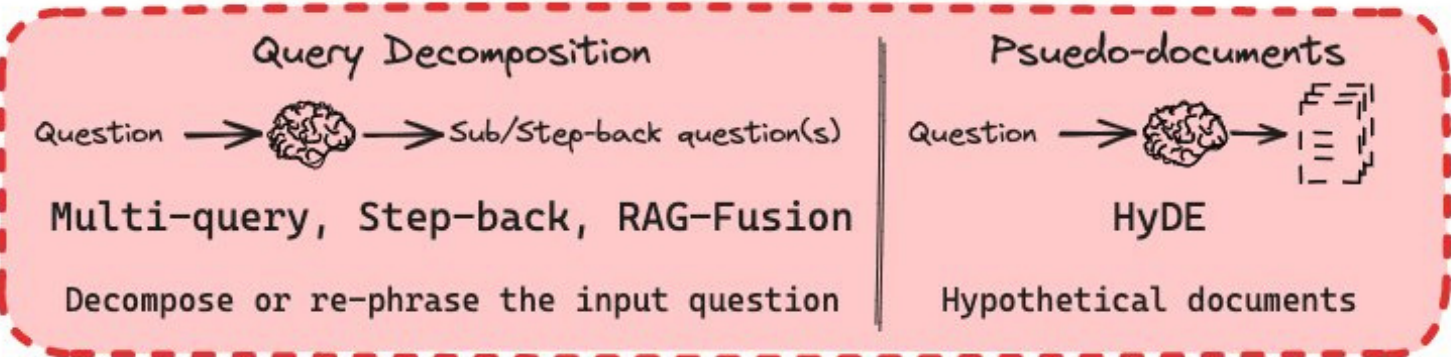 Query Decomposition
Question
Sub/Step-back question(s)
Multi-query, Step-back, RAG-Fusion
Decompose or re-phrase the input question
Psuedo-documents
Question
HyDE
Hypothetical documents